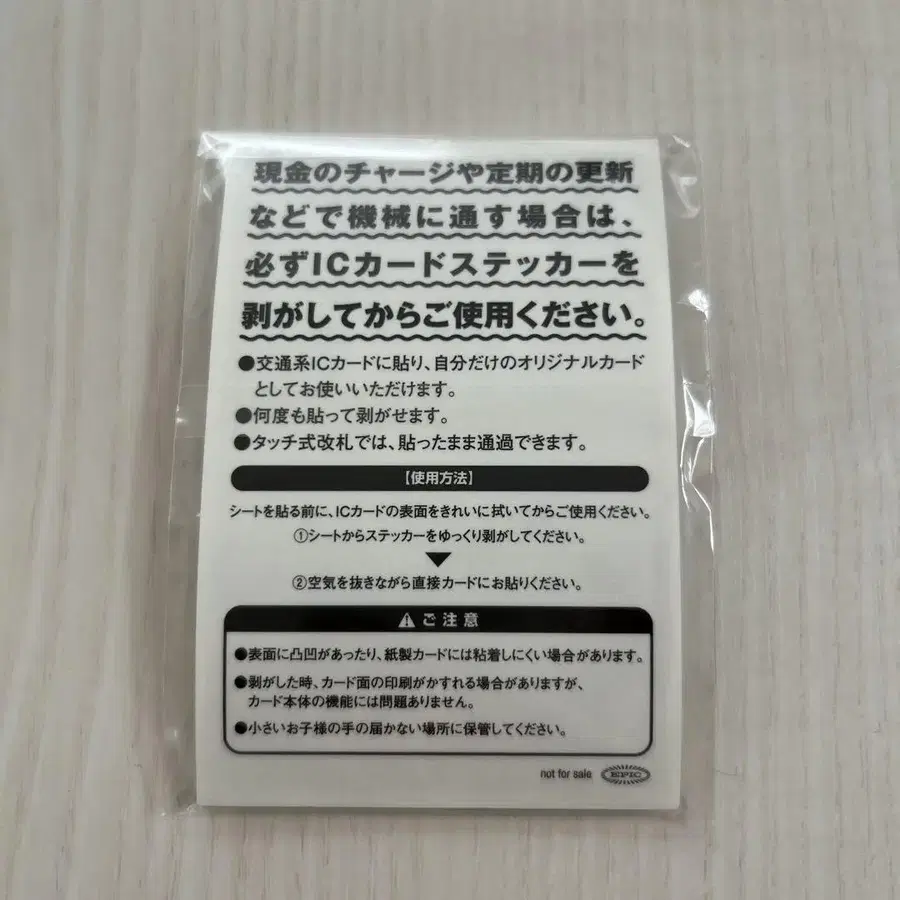 現金のチャージや定期の更新
などで機械に通す場合は、
必ずICカードステッカーを
剥がしてからご使用ください。
●交通系ICカードに貼り、自分だけのオリジナルカード
としてお使いいただけます。
●何度も貼って剥がせます。
●タッチ式改札では、貼ったまま通過できます。
【使用方法】
シートを貼る前に、ICカードの表面をきれいに拭いてからご使用ください。
①シートからステッカーをゆっくり剥がしてください。
②空気を抜きながら直接カードにお貼りください。
ご注意
●表面に凸凹があったり、紙製カードには粘着しにくい場合があります。
●剥がした時、カード面の印刷がかすれる場合がありますが、
カード本体の機能には問題ありません。
●小さいお子様の手の届かない場所に保管してください。
not for sale EPIC